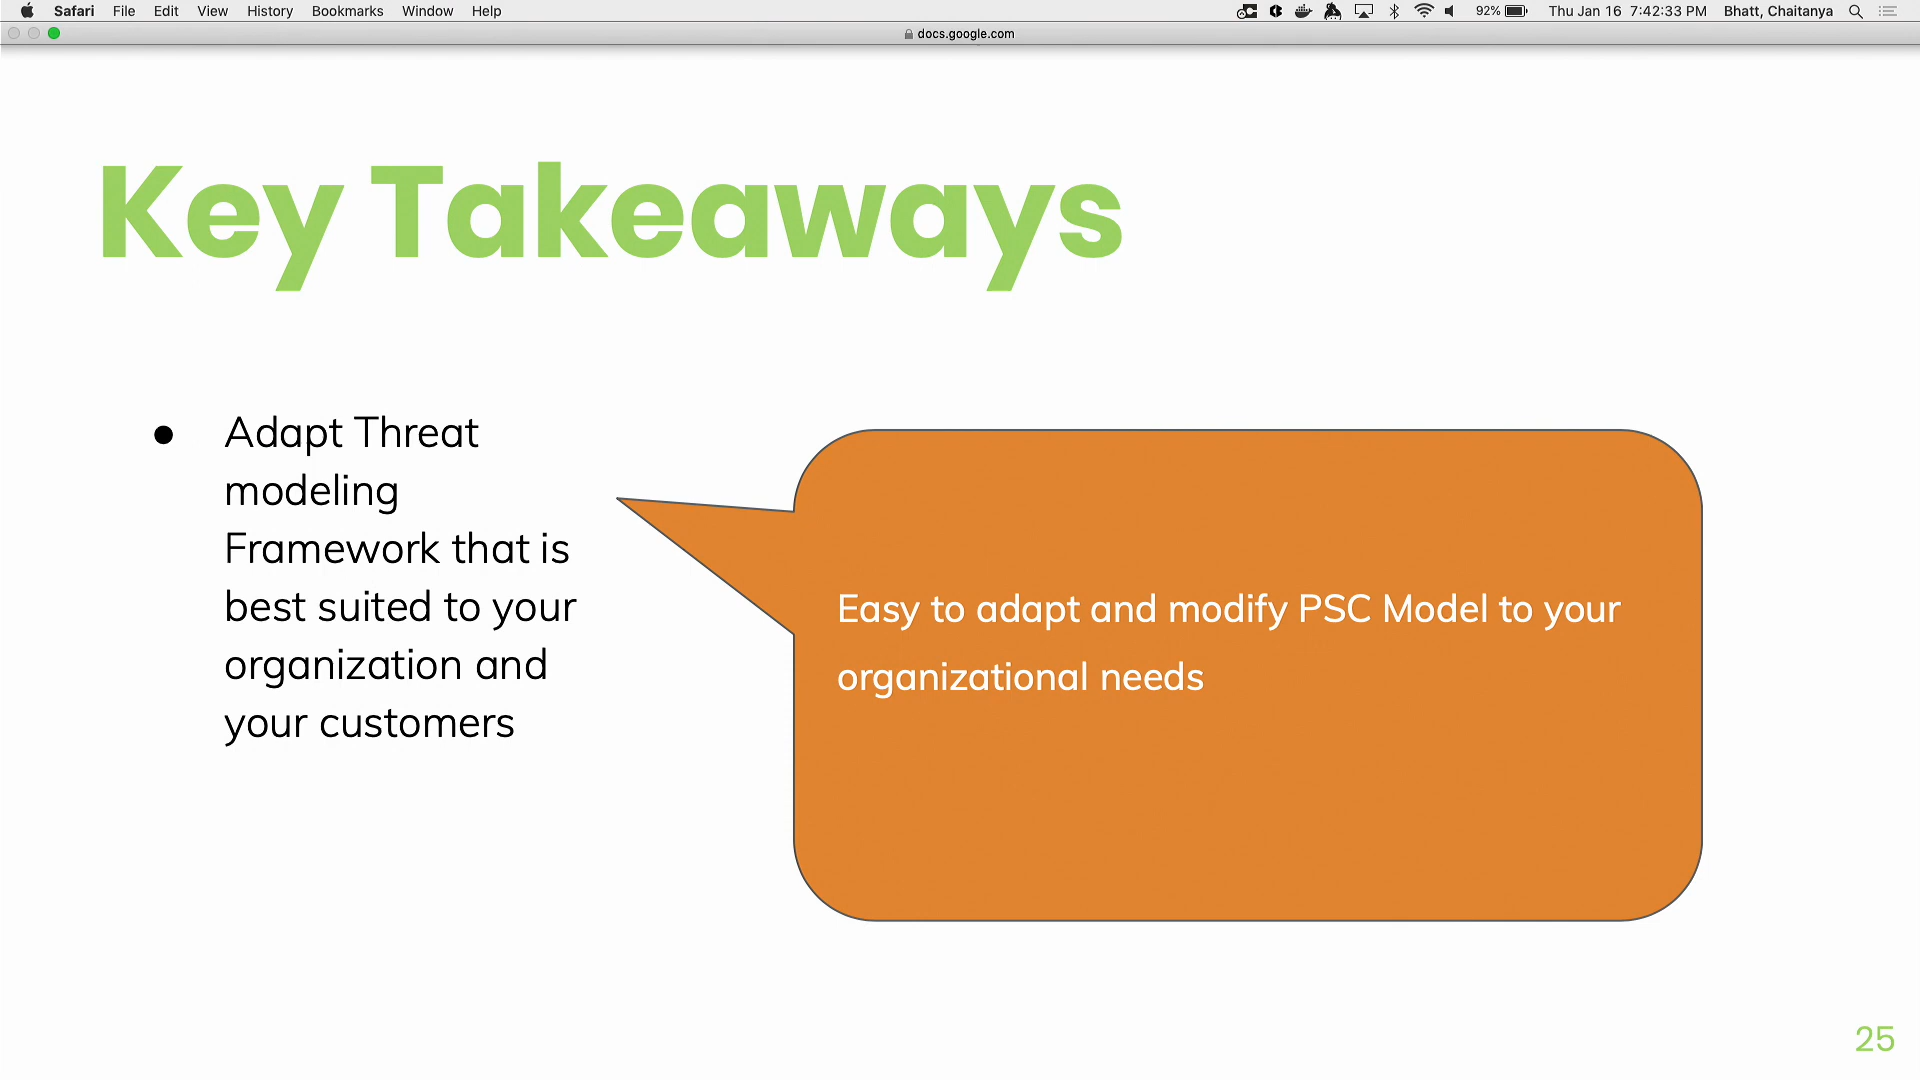 Safari File Edit View History Bookmarks Window Help 92% Thu Jan 16 7:42:33 PM Bhatt, Chaitanya
docs.google.com
Key Takeaways
● Adapt Threat
modeling
Framework that is
best suited to your
organization and
your customers
Easy to adapt and modify PSC Model to your
organizational needs
25